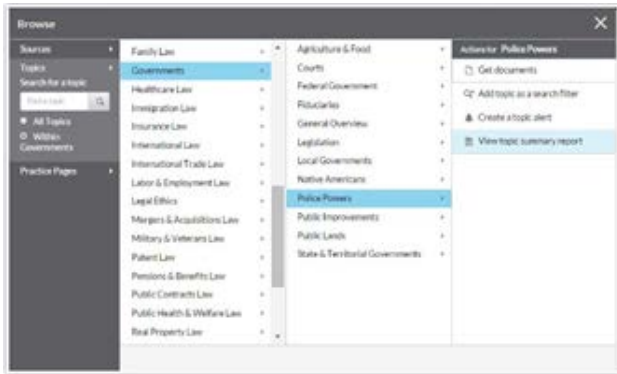 Browse
Sources
Topics
Search for a topic
Find a topic
All Topics
Within
Governments
Practice Pages
Family Law
Governments
Healthcare Law
Immigration Law
Insurance Law
International Law
International Trade Law
Labor & Employment Law
Legal Ethics
Mergers & Acquisitions Law
Military & Veterans Law
Patent Law
Pensions & Benefits Law
Public Contracts Law
Public Health & Welfare Law
Real Property Law
Agriculture & Food
Courts
Federal Government
Fiduciaries
General Overview
Legislation
Local Governments
Native Americans
Police Powers
Public Improvements
Public Lands
State & Territorial Governments
Actions for Police Powers
Get documents
Add topic as a search filter
Create a topic alert
View topic summary report